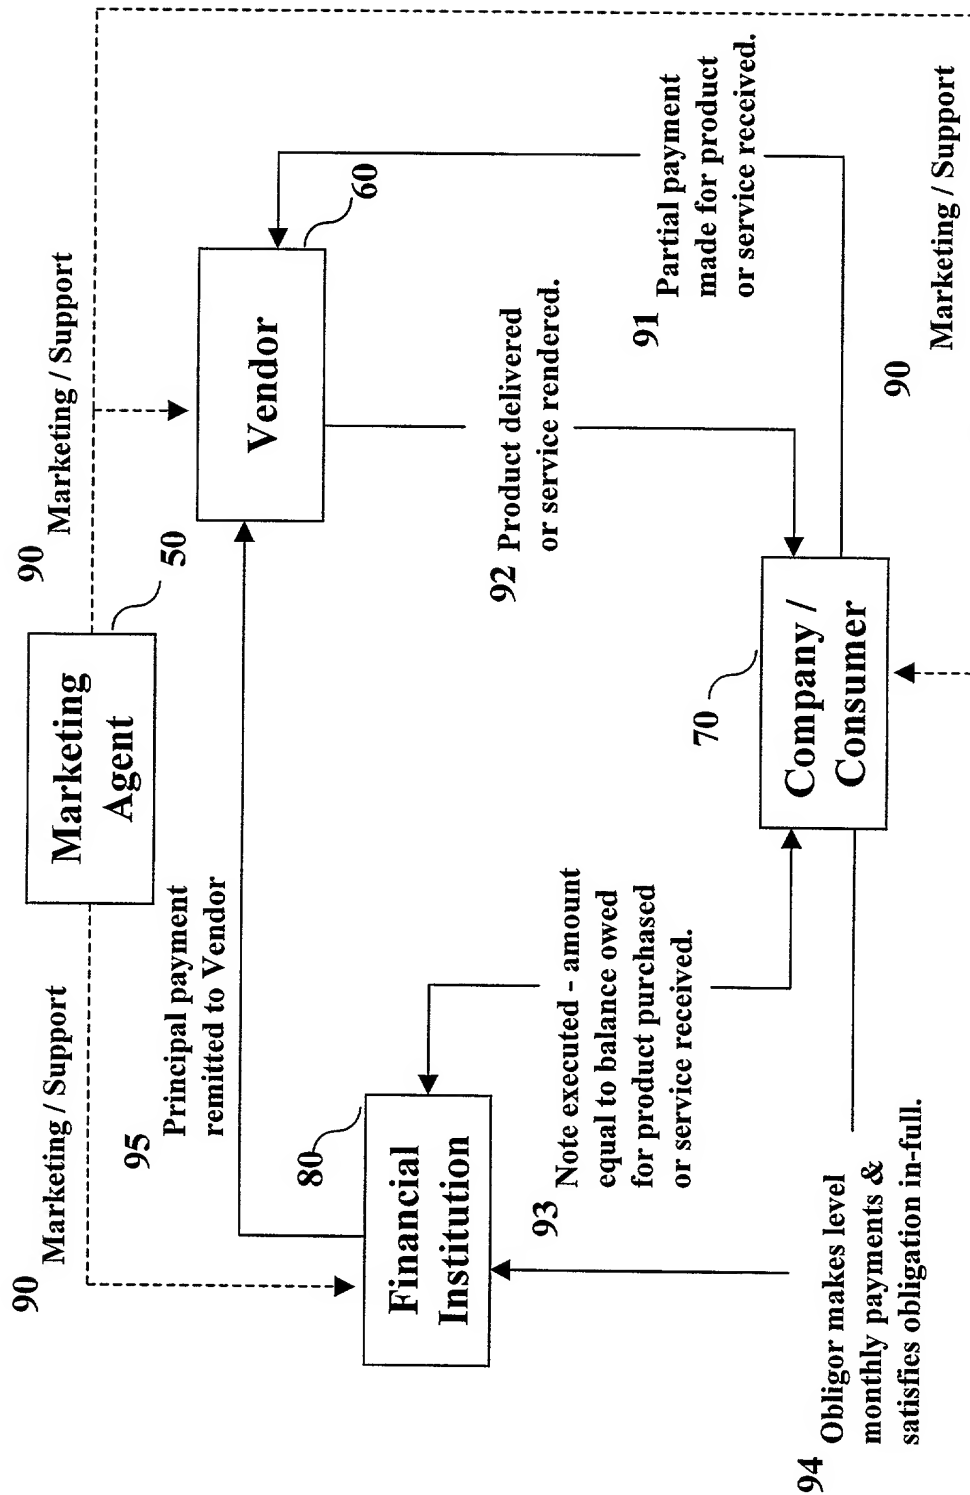 90
Marketing / Support
Marketing
Agent
50
90
Marketing / Support
95
Principal payment
remitted to Vendor
80
Financial
Institution
Vendor
60
93
Note executed - amount
equal to balance owed
for product purchased
or service received.
92 Product delivered
or service rendered.
91
Partial payment
made for product
or service received.
70
Company /
Consumer
94
Obligor makes level
monthly payments &
satisfies obligation in-full.
90
Marketing / Support